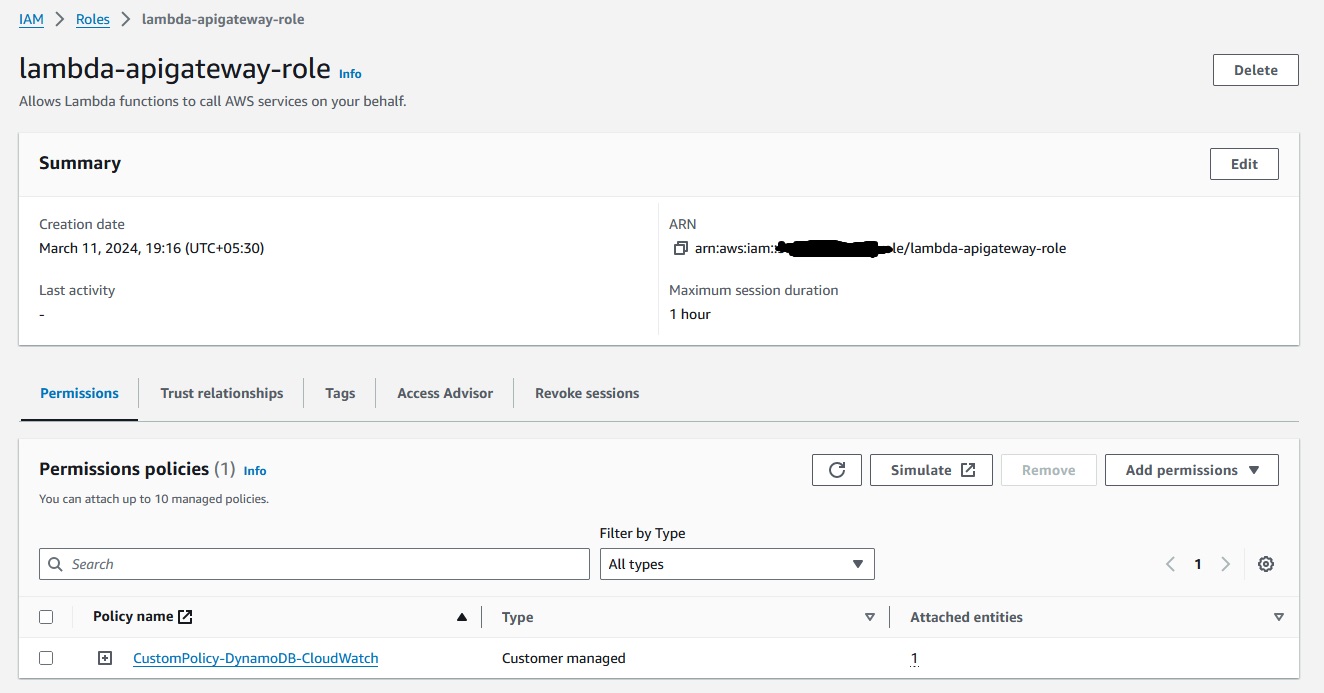 IAM > Roles > lambda-apigateway-role
lambda-apigateway-role Info
Delete
Allows Lambda functions to call AWS services on your behalf.
Summary
Edit
Creation date
March 11, 2024, 19:16 (UTC+05:30)
ARN
arn:aws:iam: le/lambda-apigateway-role
Last activity
-
Maximum session duration
1 hour
Permissions Trust relationships Tags Access Advisor Revoke sessions
Permissions policies (1) Info
Simulate Remove Add permissions
You can attach up to 10 managed policies.
Filter by Type
Search All types 1
Policy name Type Attached entities
CustomPolicy-DynamoDB-CloudWatch Customer managed 1